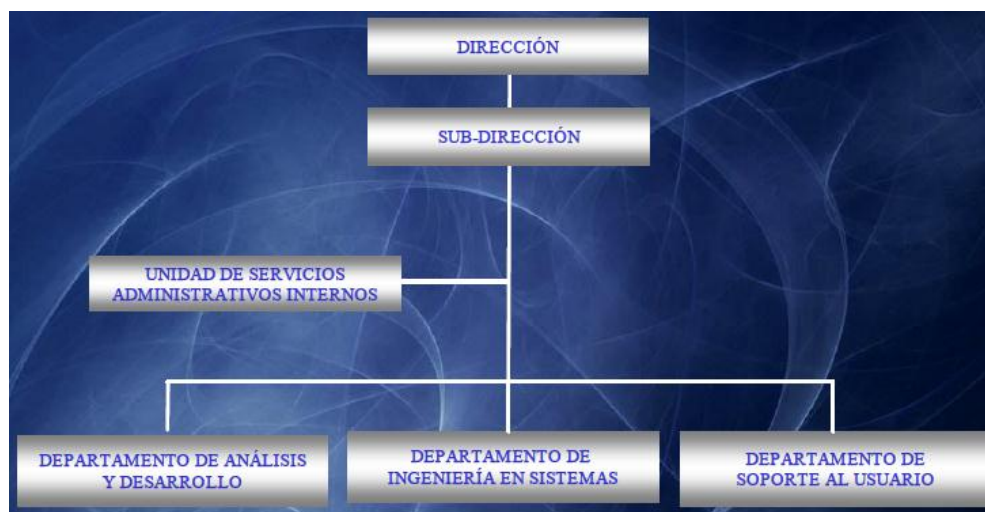 DIRECCIÓN
SUB-DIRECCIÓN
UNIDAD DE SERVICIOS
ADMINISTRATIVOS INTERNOS
DEPARTAMENTO DE ANÁLISIS
Y DESARROLLO
DEPARTAMENTO DE
INGENIERÍA EN SISTEMAS
DEPARTAMENTO DE
SOPORTE AL USUARIO